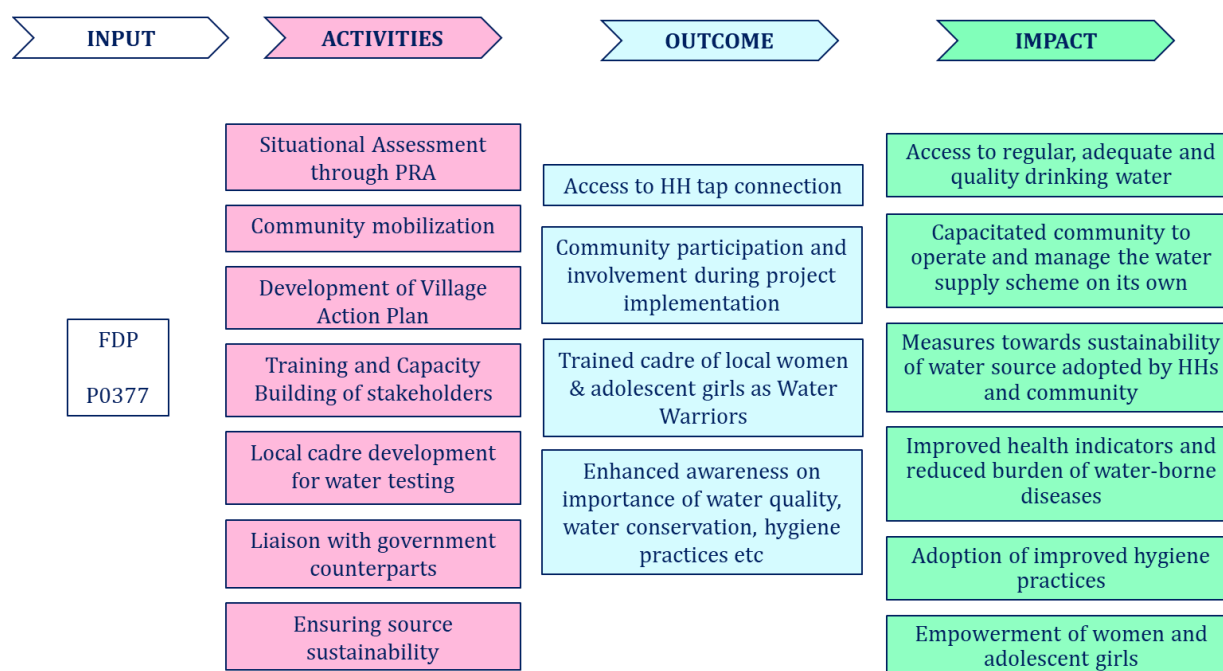 INPUT
ACTIVITIES
OUTCOME
IMPACT
FDP
P0377
Situational Assessment
through PRA
Community mobilization
Development of Village
Action Plan
Training and Capacity
Building of stakeholders
Local cadre development
for water testing
Liaison with government
counterparts
Ensuring source
sustainability
Access to HH tap connection
Community participation and
involvement during project
implementation
Trained cadre of local women
& adolescent girls as Water
Warriors
Enhanced awareness on
importance of water quality,
water conservation, hygiene
practices etc
Access to regular, adequate and
quality drinking water
Capacitated community to
operate and manage the water
supply scheme on its own
Measures towards sustainability
of water source adopted by HHs
and community
Improved health indicators and
reduced burden of water-borne
diseases
Adoption of improved hygiene
practices
Empowerment of women and
adolescent girls